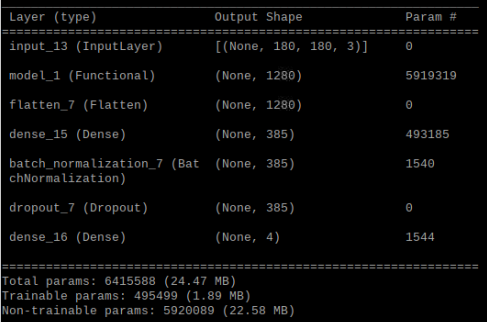 Layer (type) Output Shape Param #
=================================================================
input_13 (InputLayer) [(None, 180, 180, 3)] 0
model_1 (Functional) (None, 1280) 5919319
flatten_7 (Flatten) (None, 1280) 0
dense_15 (Dense) (None, 385) 493185
batch_normalization_7 (Bat (None, 385) 1540
chNormalization)
dropout_7 (Dropout) (None, 385) 0
dense_16 (Dense) (None, 4) 1544
=================================================================
Total params: 6415588 (24.47 MB)
Trainable params: 495499 (1.89 MB)
Non-trainable params: 5920089 (22.58 MB)